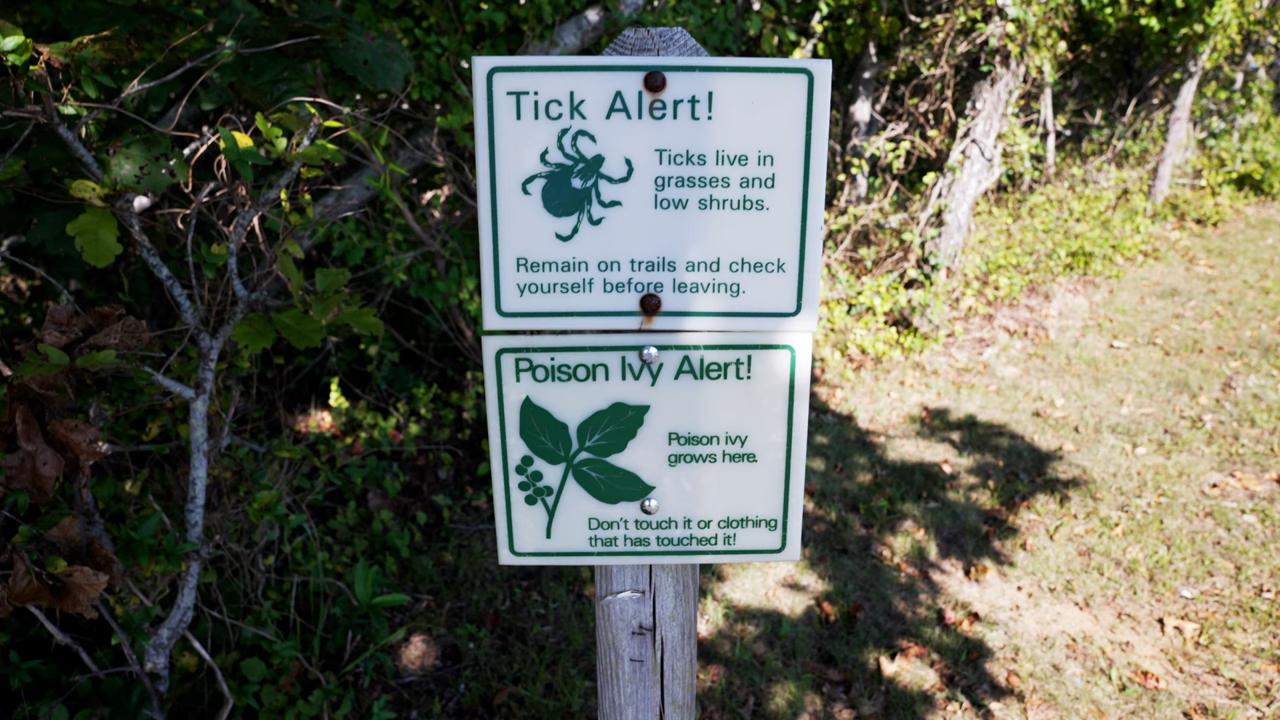 Tick Alert!
Ticks live in
grasses and
low shrubs.
Remain on trails and check
yourself before leaving.
Poison Ivy Alert!
Poison ivy
grows here.
Don't touch it or clothing
that has touched it!